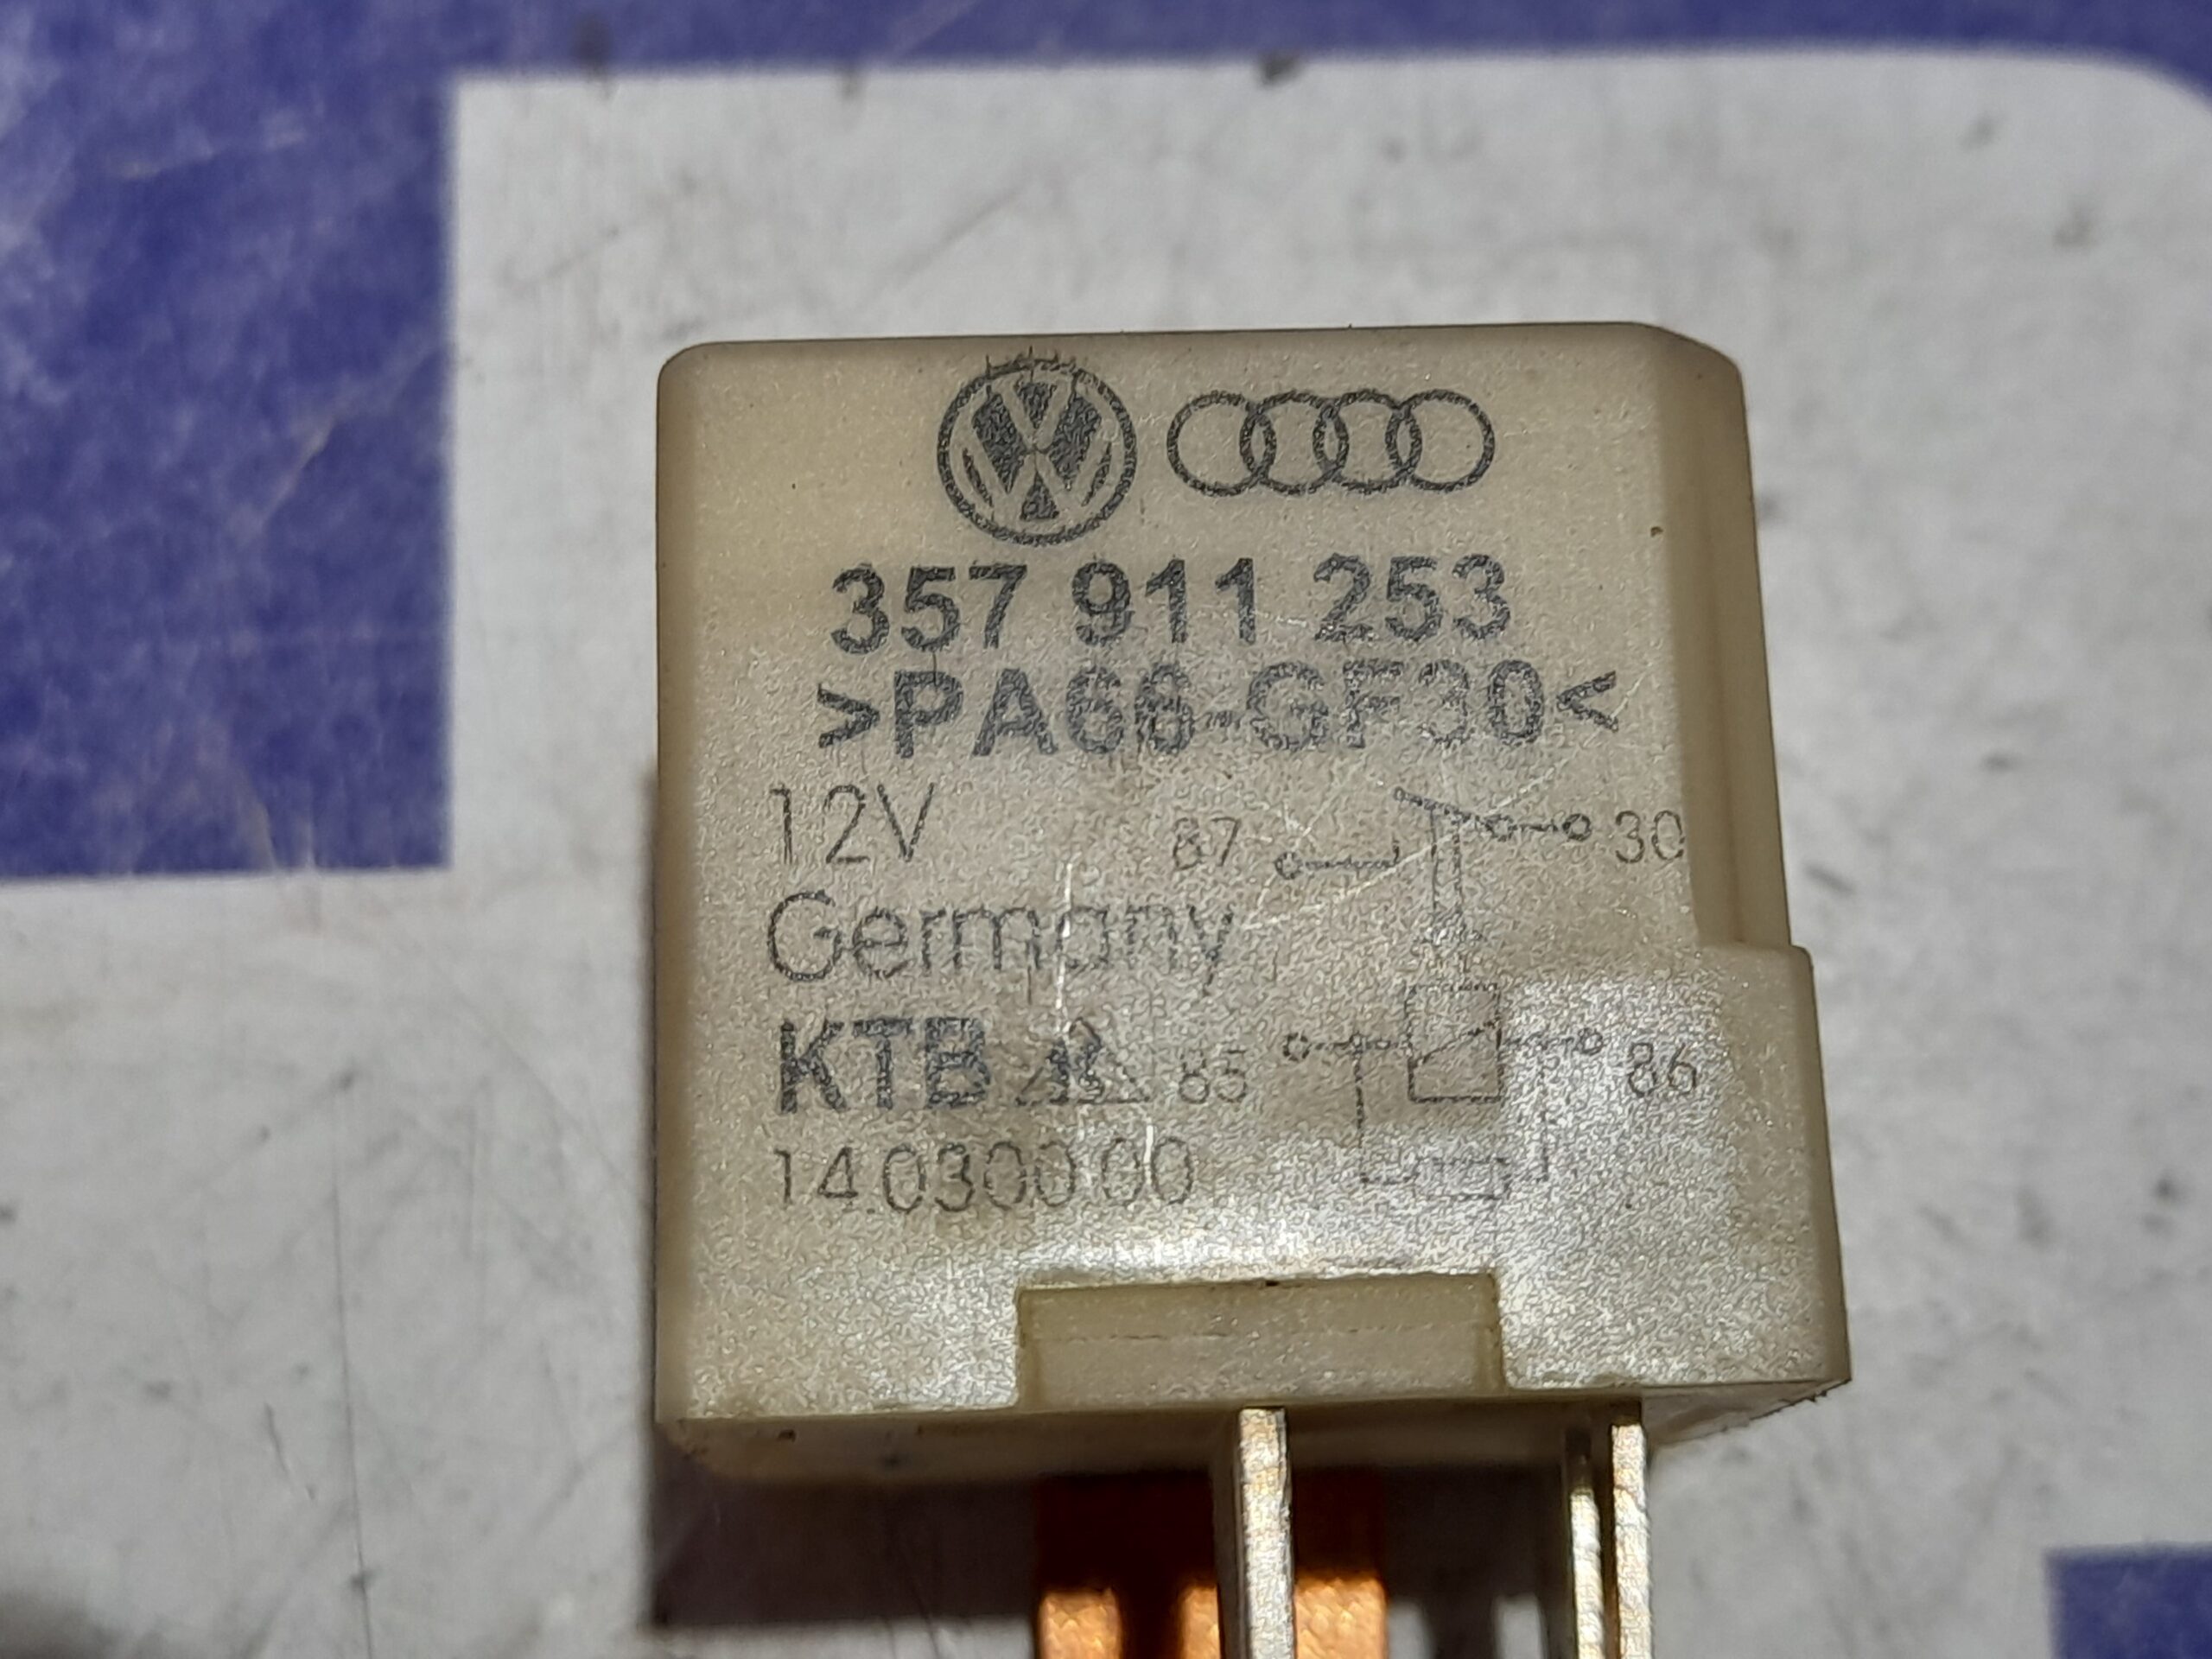 357 911 253
>PA66-GF30<
12V
87
30
Germany
KTB
85
86
14.0300.00